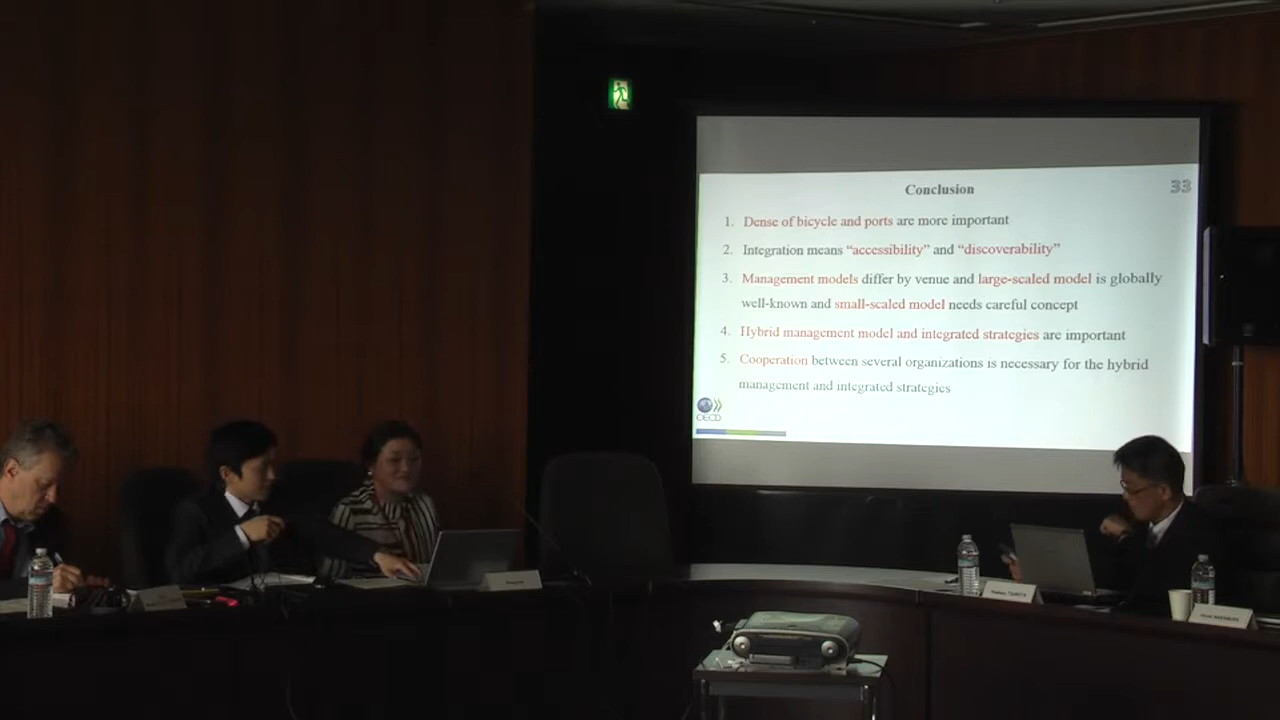 Conclusion
33
1. Dense of bicycle and ports are more important
2. Integration means “accessibility” and “discoverability”
3. Management models differ by venue and large-scaled model is globally
well-known and small-scaled model needs careful concept
4. Hybrid management model and integrated strategies are important
5. Cooperation between several organizations is necessary for the hybrid
management and integrated strategies
OECD